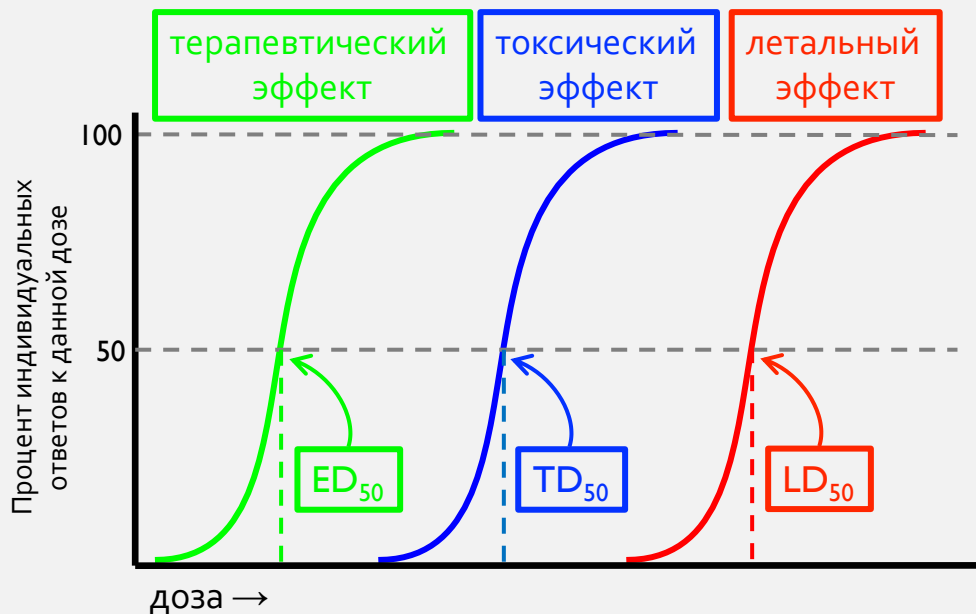 терапевтический
эффект
токсический
эффект
летальный
эффект
100
50
Процент индивидуальных
ответов к данной дозе
ED50
TD50
LD50
доза →